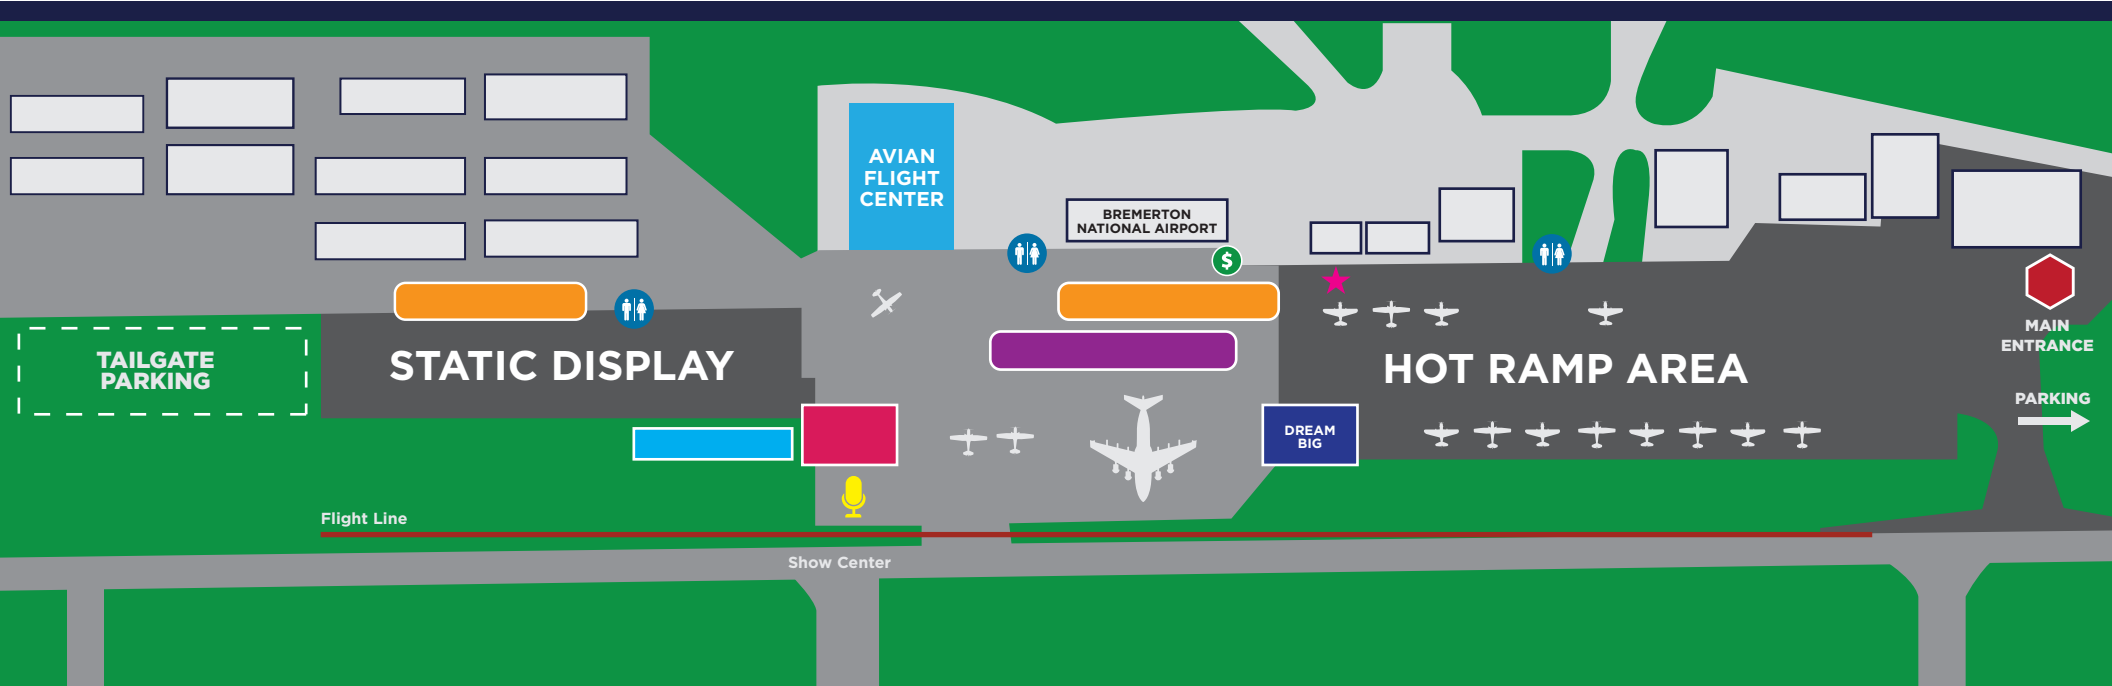 AVIAN
FLIGHT
CENTER
BREMERTON
NATIONAL AIRPORT
$
MAIN
ENTRANCE
TAILGATE
PARKING
STATIC DISPLAY
HOT RAMP AREA
PARKING
DREAM
BIG
Flight Line
Show Center